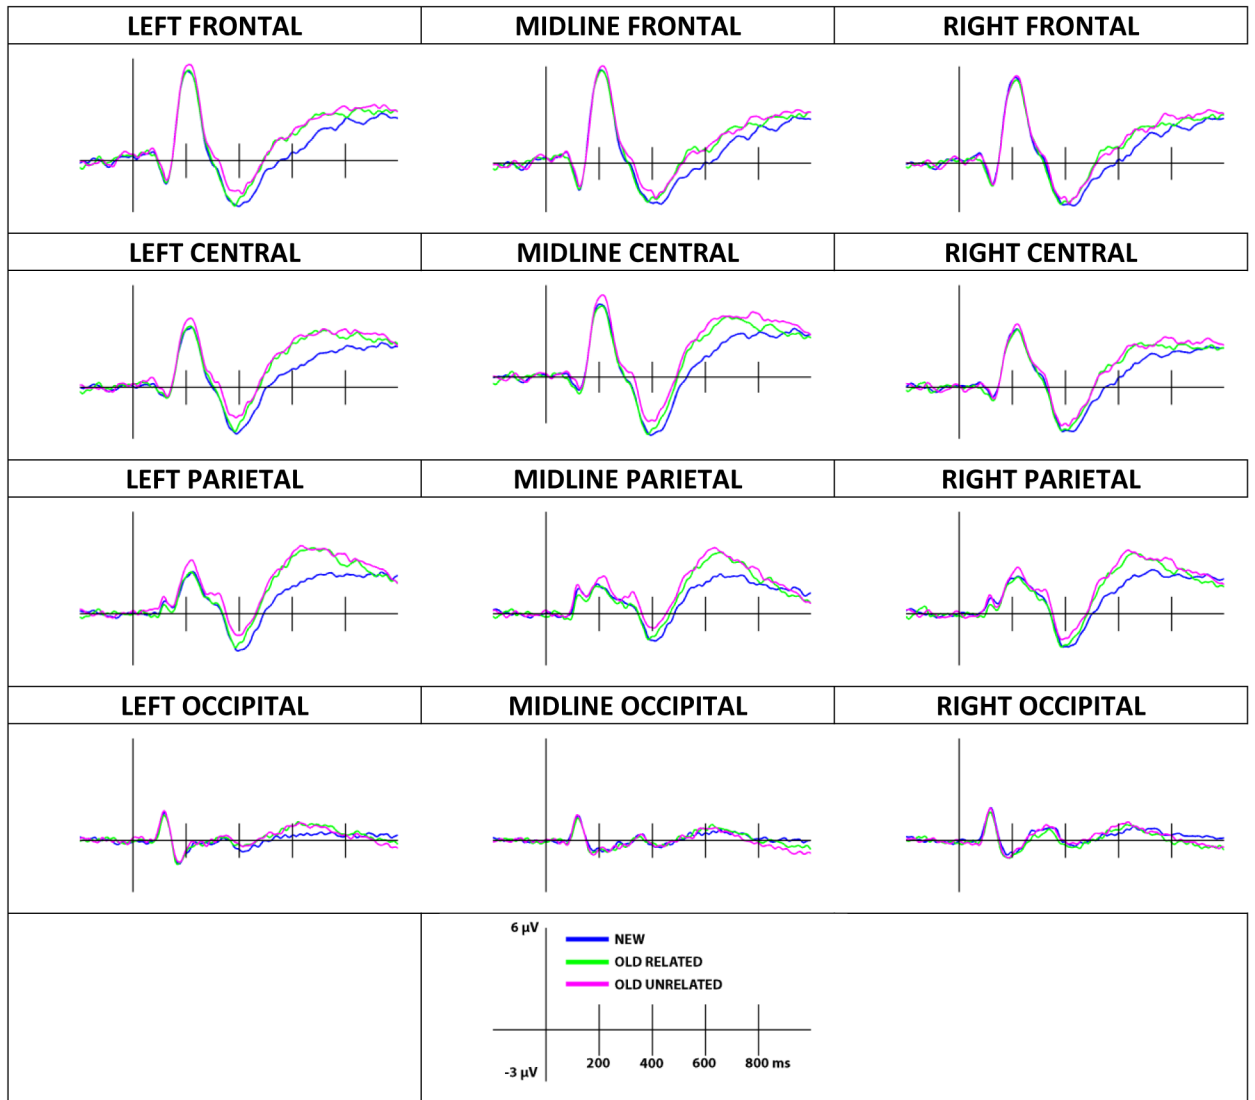 LEFT FRONTAL
MIDLINE FRONTAL
RIGHT FRONTAL
LEFT CENTRAL
MIDLINE CENTRAL
RIGHT CENTRAL
LEFT PARIETAL
MIDLINE PARIETAL
RIGHT PARIETAL
LEFT OCCIPITAL
MIDLINE OCCIPITAL
RIGHT OCCIPITAL
6 µV
NEW
OLD RELATED
OLD UNRELATED
200 400 600 800 ms
-3 µV